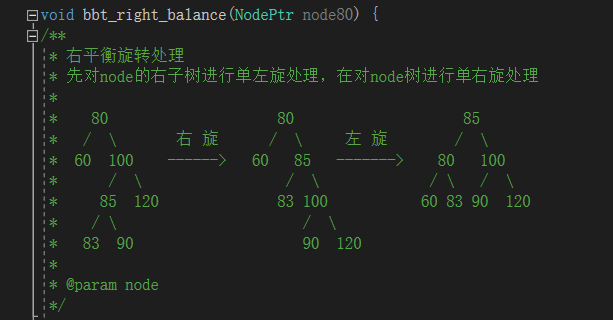 void bbt_right_balance(NodePtr node80) {
/**
* 右平衡旋转处理
* 先对node的右子树进行单左旋处理，在对node树进行单右旋处理
*
*    80                      80                     85
*   /  \       右 旋        /  \       左 旋       /  \
*  60  100    ------>     60   85    ------->    80   100
*      /  \                   /  \              / \   /  \
*     85  120                83 100            60 83 90  120
*    / \                        /  \
*   83  90                     90  120
*
* @param node
*/